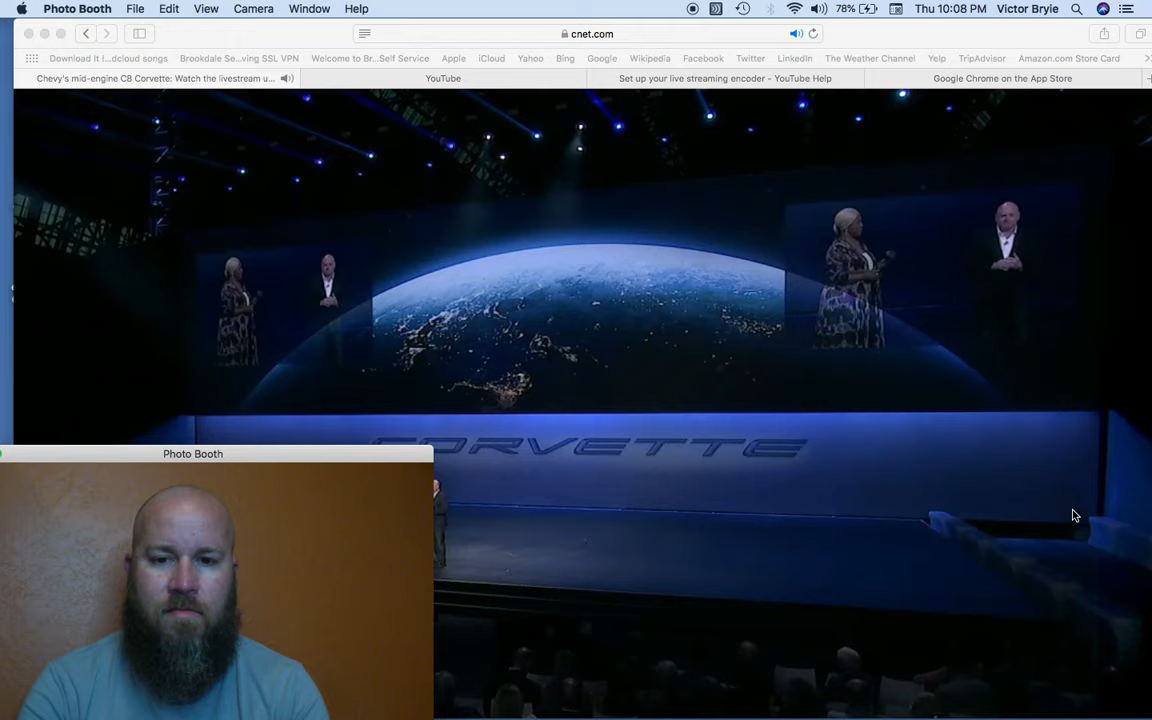 Photo Booth File Edit View Camera Window Help 78% Thu 10:08 PM Victor Bryie
cnet.com
Download It !...dcloud songs Brookdale Se...SSL VPN Welcome to Br...Self Service Apple iCloud Yahoo Bing Google Wikipedia Facebook Twitter LinkedIn The Weather Channel Yelp TripAdvisor Amazon.com Store Card
Chevy's mid-engine C8 Corvette: Watch the livestream u... YouTube Set up your live streaming encoder - YouTube Help Google Chrome on the App Store
CORVETTE
Photo Booth